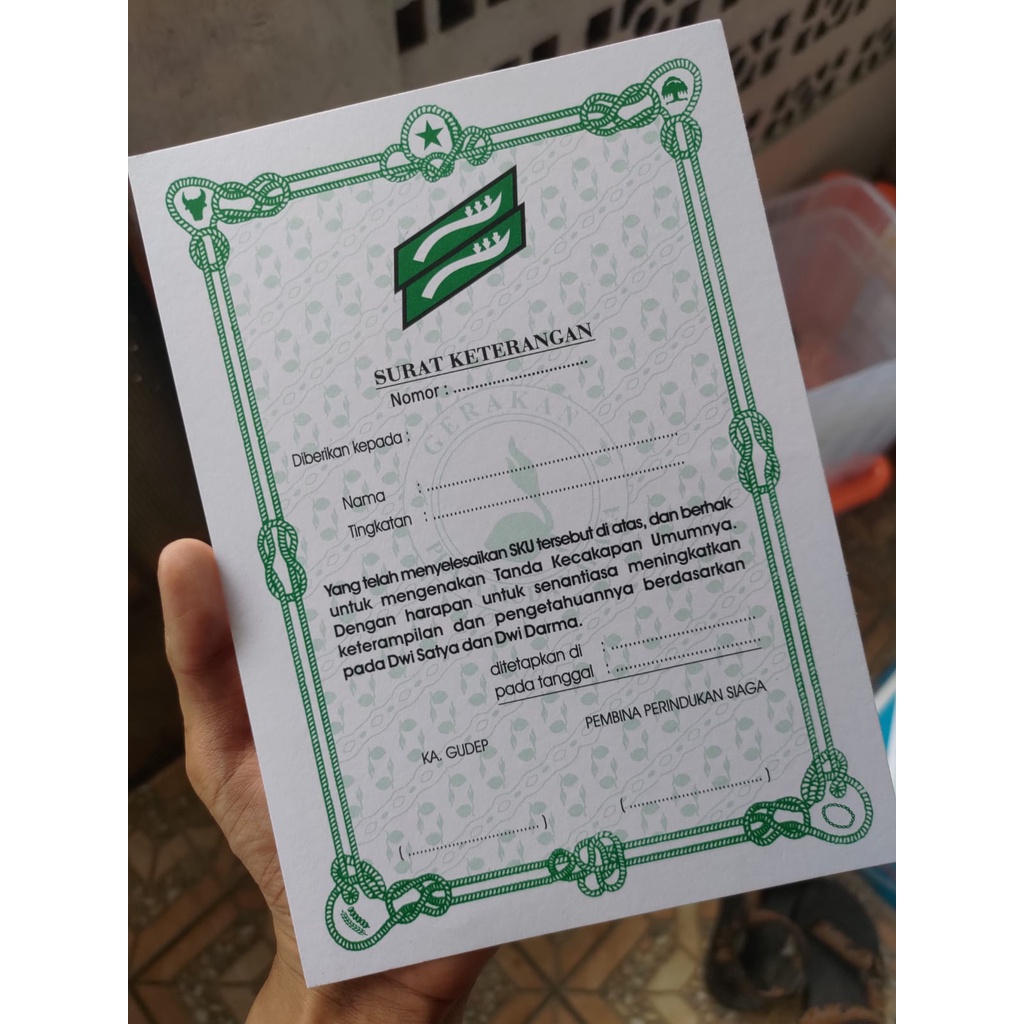 SURAT KETERANGAN
Nomor : ..............................
Diberikan kepada :
Nama : ..............................
Tingkatan : ..............................
Yang telah menyelesaikan SKU tersebut di atas, dan berhak
untuk mengenakan Tanda Kecakapan Umumnya.
Dengan harapan untuk senantiasa meningkatkan
keterampilan dan pengetahuannya berdasarkan
pada Dwi Satya dan Dwi Darma.
ditetapkan di : ..............................
pada tanggal : ..............................
PEMBINA PERINDUKAN SIAGA
KA. GUDEP
( .............................. )
( .............................. )
GERAKAN